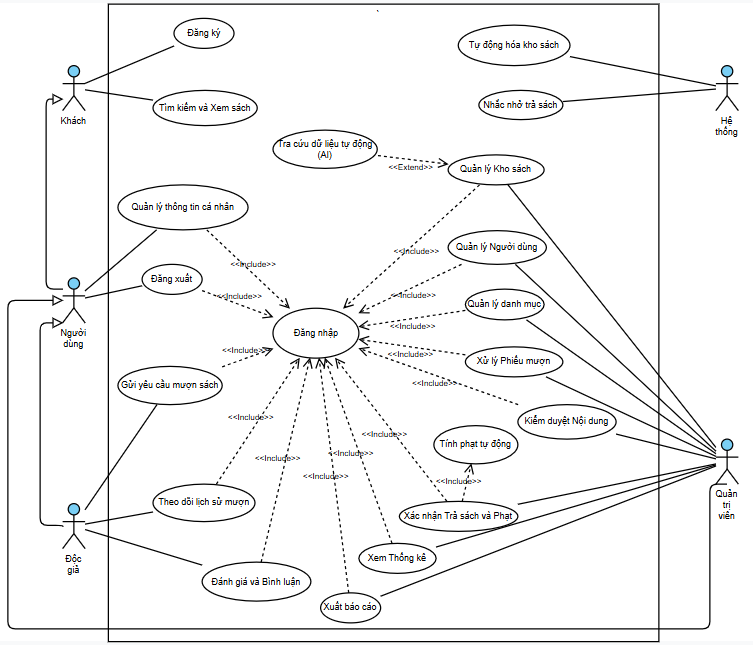 Đăng ký
Tự động hóa kho sách
Tìm kiếm và Xem sách
Nhắc nhở trả sách
Khách
Hệ
thống
Tra cứu dữ liệu tự động
(AI)
<<Extend>>
Quản lý Kho sách
Quản lý thông tin cá nhân
<<Include>>
Quản lý Người dùng
<<Include>>
Đăng xuất
<<Include>>
<<Include>>
Quản lý danh mục
Người
dùng
Đăng nhập
<<Include>>
<<Include>>
<<Include>>
Xử lý Phiếu mượn
Gửi yêu cầu mượn sách
<<Include>>
<<Include>>
Kiểm duyệt Nội dung
<<Include>>
Tính phạt tự động
<<Include>>
<<Include>>
<<Include>>
<<Include>>
Quản
trị
viên
Theo dõi lịch sử mượn
Xác nhận Trả sách và Phạt
Độc
giả
Xem Thống kê
Đánh giá và Bình luận
Xuất báo cáo